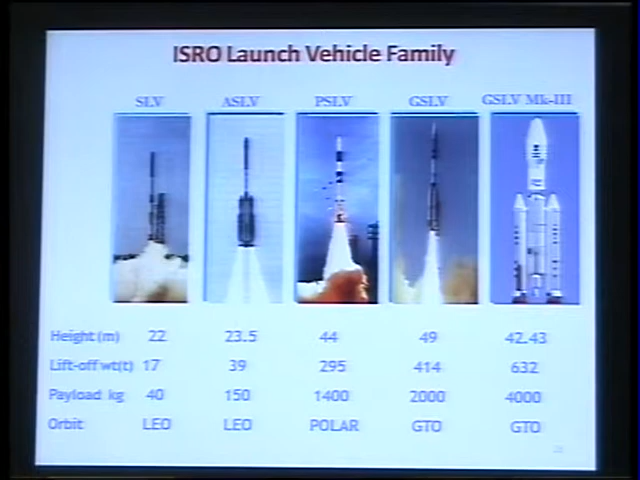 ISRO Launch Vehicle Family
SLV ASLV PSLV GSLV GSLV Mk-III
Height (m) 22 23.5 44 49 42.43
Lift-off wt(t) 17 39 295 414 632
Payload kg 40 150 1400 2000 4000
Orbit LEO LEO POLAR GTO GTO